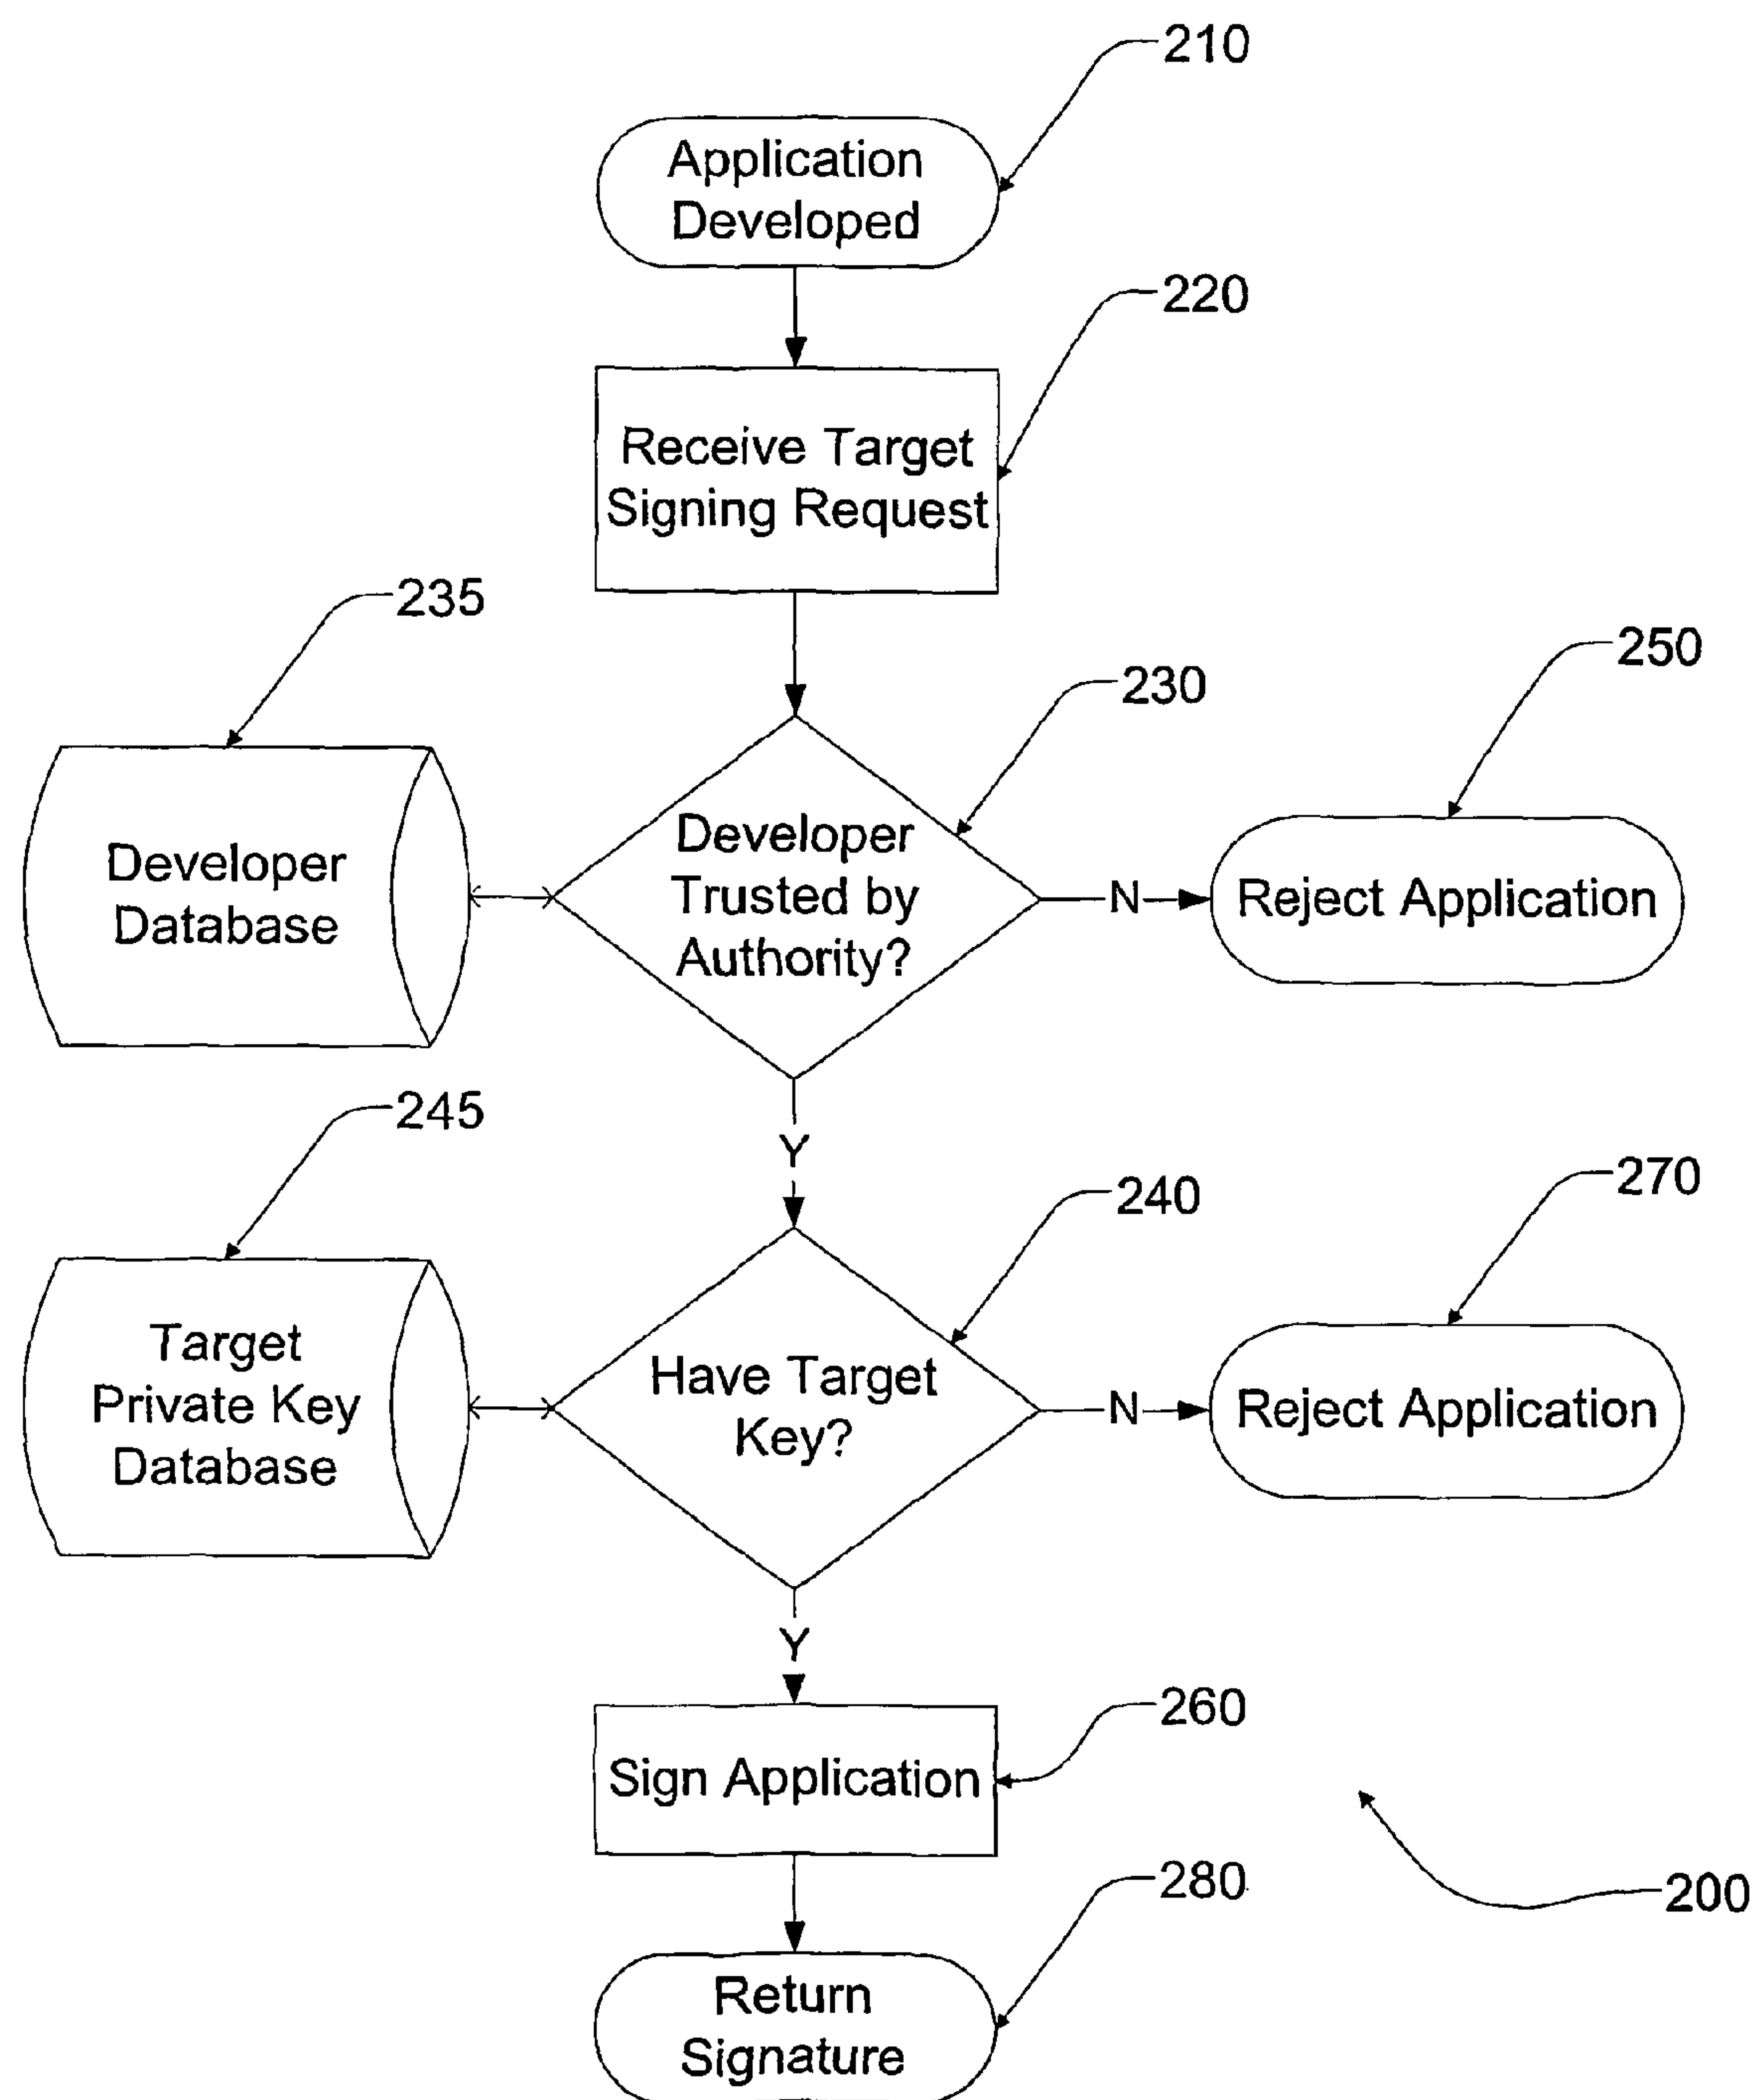 210
Application
Developed
220
Receive Target
Signing Request
235
250
230
Developer
Database
Developer
Trusted by
Authority?
N
Reject Application
245
Y
270
240
Target
Private Key
Database
Have Target
Key?
N
Reject Application
Y
260
Sign Application
280
200
Return
Signature